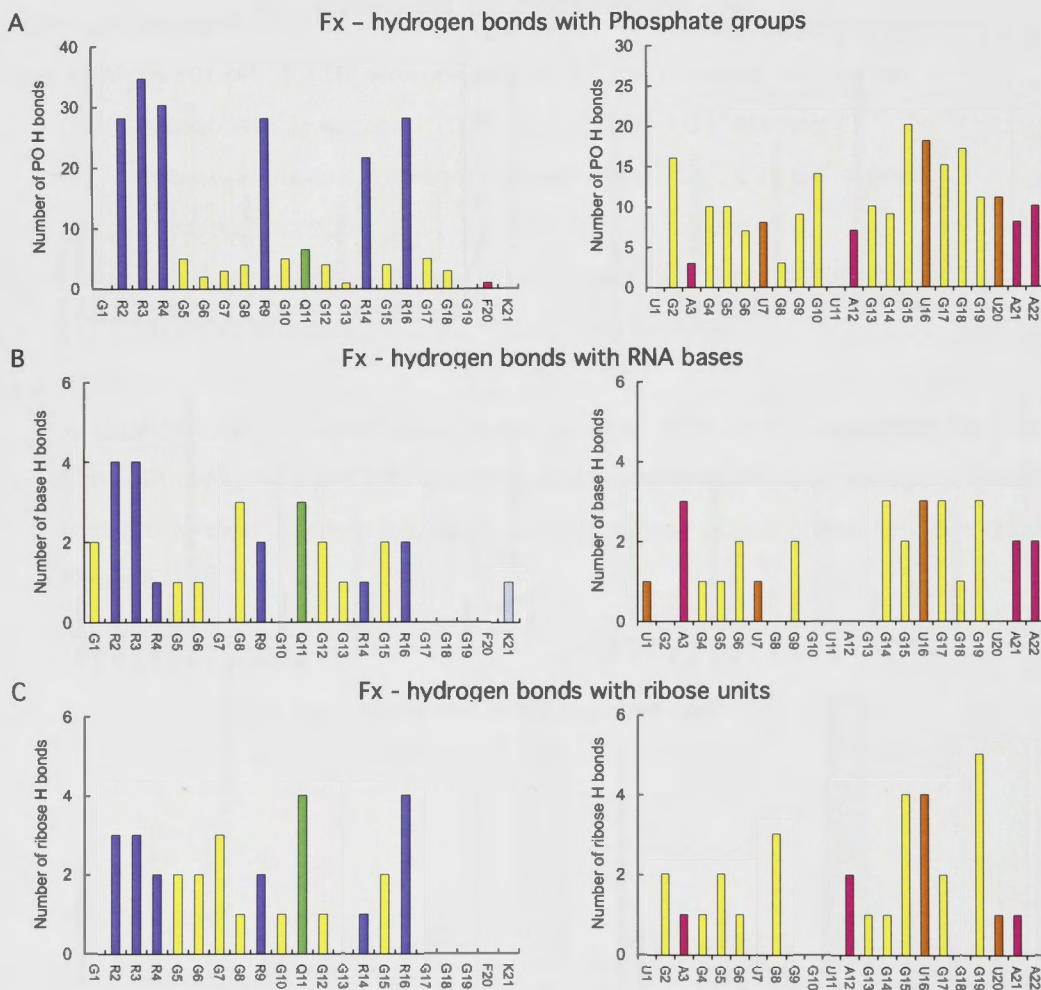 A
Fx - hydrogen bonds with Phosphate groups
Number of PO H bonds
40
30
20
10
0
G1 R2 R3 R4 G5 G6 G7 G8 R9 G10 Q11 G12 G13 R14 G15 R16 G17 G18 G19 F20 K21
Number of PO H bonds
30
25
20
15
10
5
0
U1 G2 A3 G4 G5 G6 U7 G8 G9 G10 U11 A12 G13 G14 G15 U16 G17 G18 G19 U20 A21 A22
B
Fx - hydrogen bonds with RNA bases
Number of base H bonds
6
4
2
0
G1 R2 R3 R4 G5 G6 G7 G8 R9 G10 Q11 G12 G13 R14 G15 R16 G17 G18 G19 F20 K21
Number of base H bonds
6
4
2
0
U1 G2 A3 G4 G5 G6 U7 G8 G9 G10 U11 A12 G13 G14 G15 U16 G17 G18 G19 U20 A21 A22
C
Fx - hydrogen bonds with ribose units
Number of ribose H bonds
6
4
2
0
G1 R2 R3 R4 G5 G6 G7 G8 R9 G10 Q11 G12 G13 R14 G15 R16 G17 G18 G19 F20 K21
Number of ribose H bonds
6
4
2
0
U1 G2 A3 G4 G5 G6 U7 G8 G9 G10 U11 A12 G13 G14 G15 U16 G17 G18 G19 U20 A21 A22